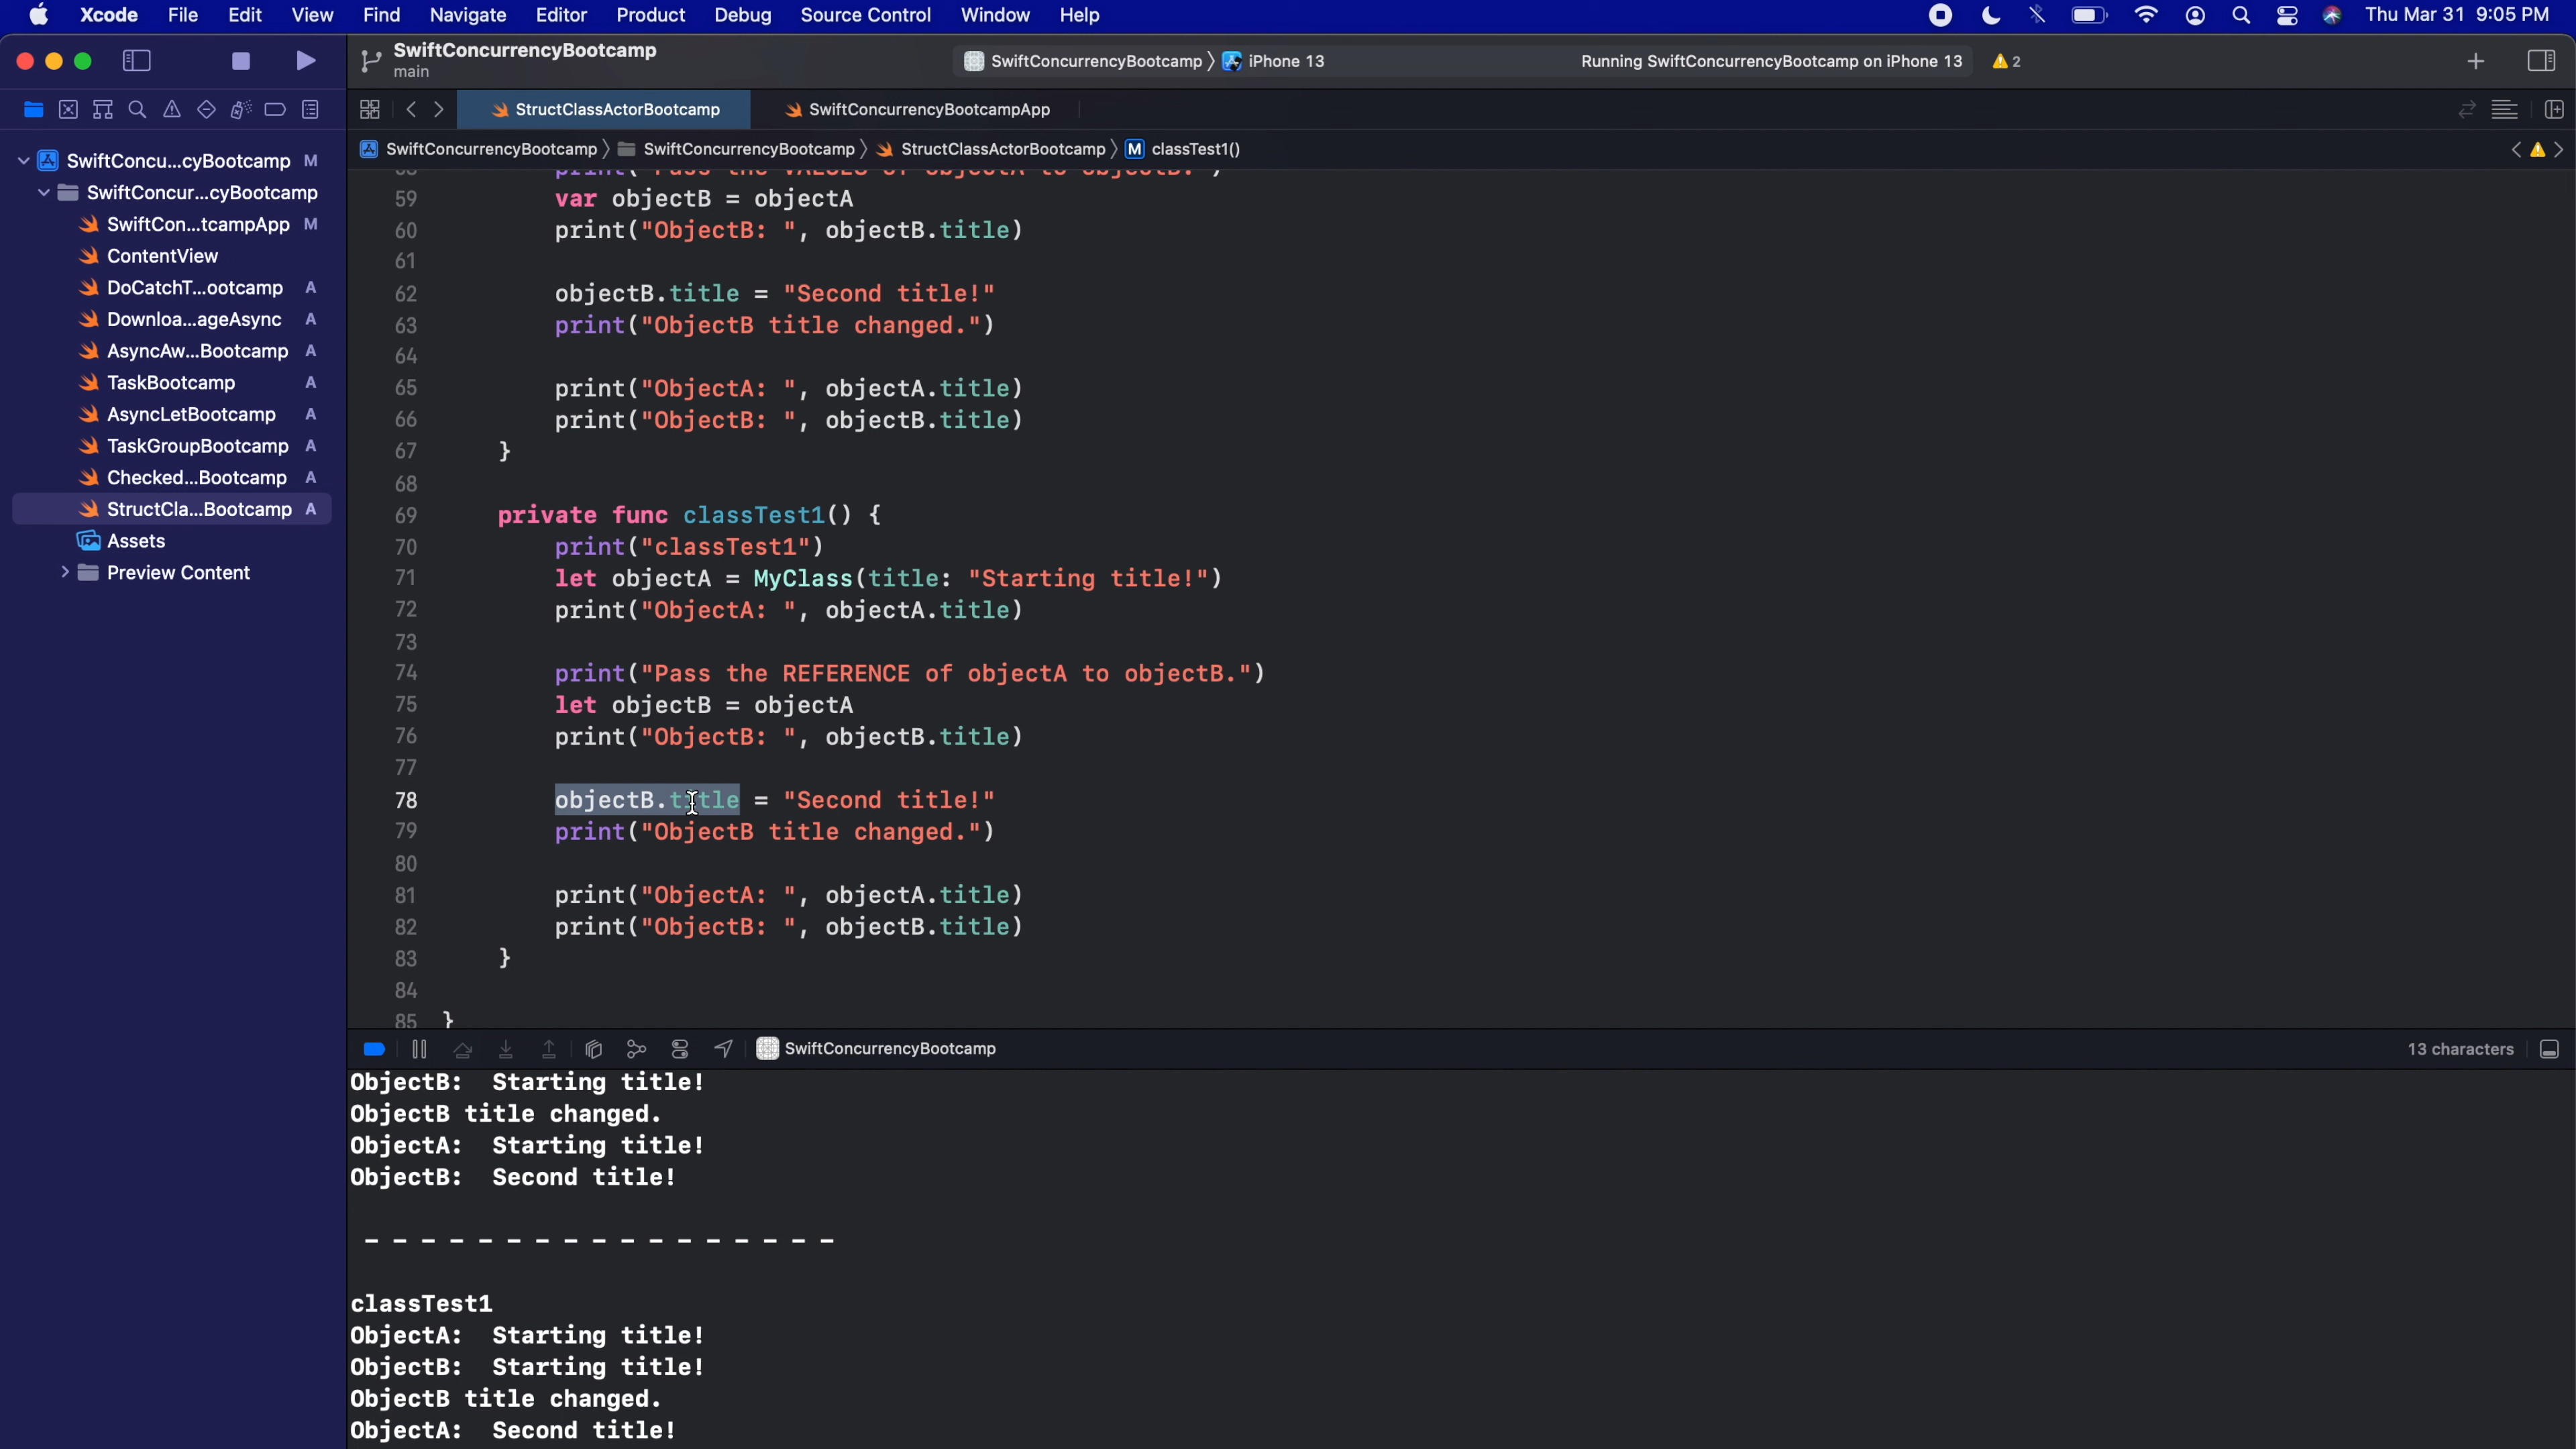 Xcode File Edit View Find Navigate Editor Product Debug Source Control Window Help Thu Mar 31 9:05 PM
SwiftConcurrencyBootcamp
main
SwiftConcurrencyBootcamp 〉 iPhone 13
Running SwiftConcurrencyBootcamp on iPhone 13 2
StructClassActorBootcamp SwiftConcurrencyBootcampApp
SwiftConcurrencyBootcamp 〉 SwiftConcurrencyBootcamp 〉 StructClassActorBootcamp 〉 M classTest1()
SwiftConcu...cyBootcamp M
SwiftConcur...cyBootcamp
SwiftCon...tcampApp M
ContentView
DoCatchT...ootcamp A
Downloa...ageAsync A
AsyncAw...Bootcamp A
TaskBootcamp A
AsyncLetBootcamp A
TaskGroupBootcamp A
Checked...Bootcamp A
StructCla...Bootcamp A
Assets
Preview Content
59 var objectB = objectA
60 print("ObjectB: ", objectB.title)
61
62 objectB.title = "Second title!"
63 print("ObjectB title changed.")
64
65 print("ObjectA: ", objectA.title)
66 print("ObjectB: ", objectB.title)
67 }
68
69 private func classTest1() {
70 print("classTest1")
71 let objectA = MyClass(title: "Starting title!")
72 print("ObjectA: ", objectA.title)
73
74 print("Pass the REFERENCE of objectA to objectB.")
75 let objectB = objectA
76 print("ObjectB: ", objectB.title)
77
78 objectB.title = "Second title!"
79 print("ObjectB title changed.")
80
81 print("ObjectA: ", objectA.title)
82 print("ObjectB: ", objectB.title)
83 }
84
85 }
SwiftConcurrencyBootcamp 13 characters
ObjectB: Starting title!
ObjectB title changed.
ObjectA: Starting title!
ObjectB: Second title!
- - - - - - - - - - - - - - - - -
classTest1
ObjectA: Starting title!
ObjectB: Starting title!
ObjectB title changed.
ObjectA: Second title!